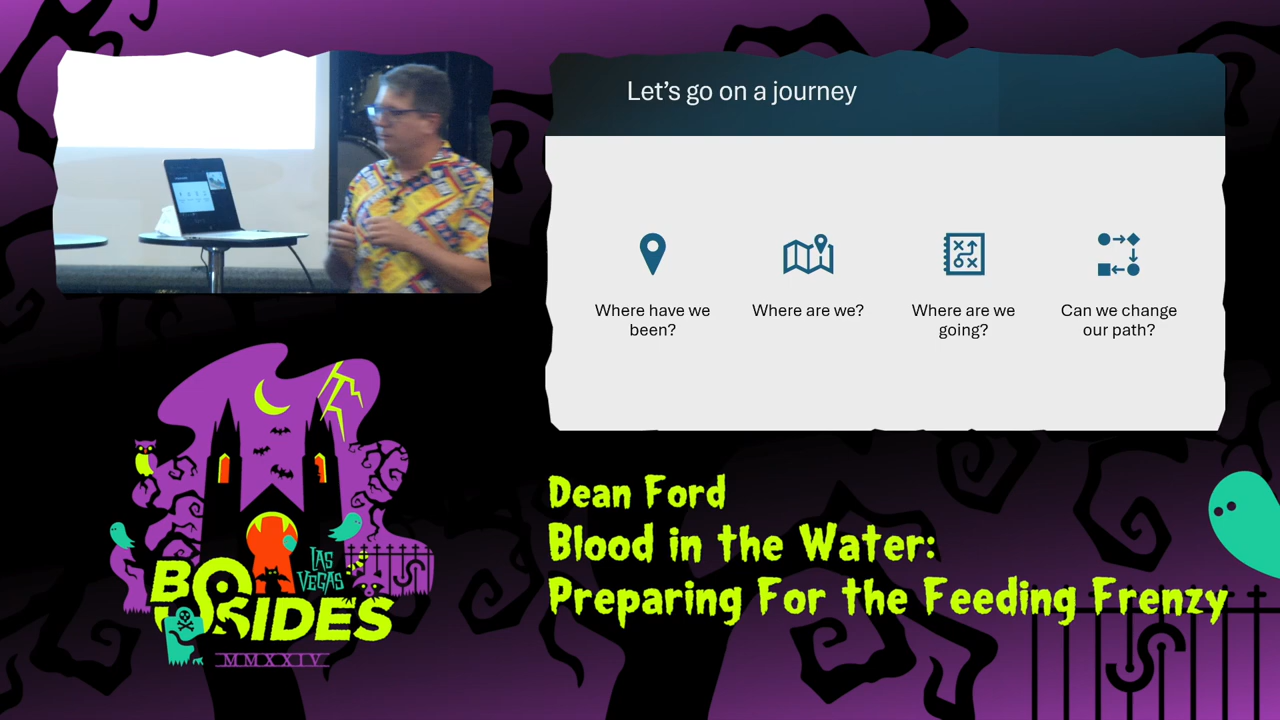 Let's go on a journey
Where have we
been?
Where are we?
Where are we
going?
Can we change
our path?
Dean Ford
Blood in the Water:
Preparing For the Feeding Frenzy
LAS
VEGAS
BSIDES
MMXXIV